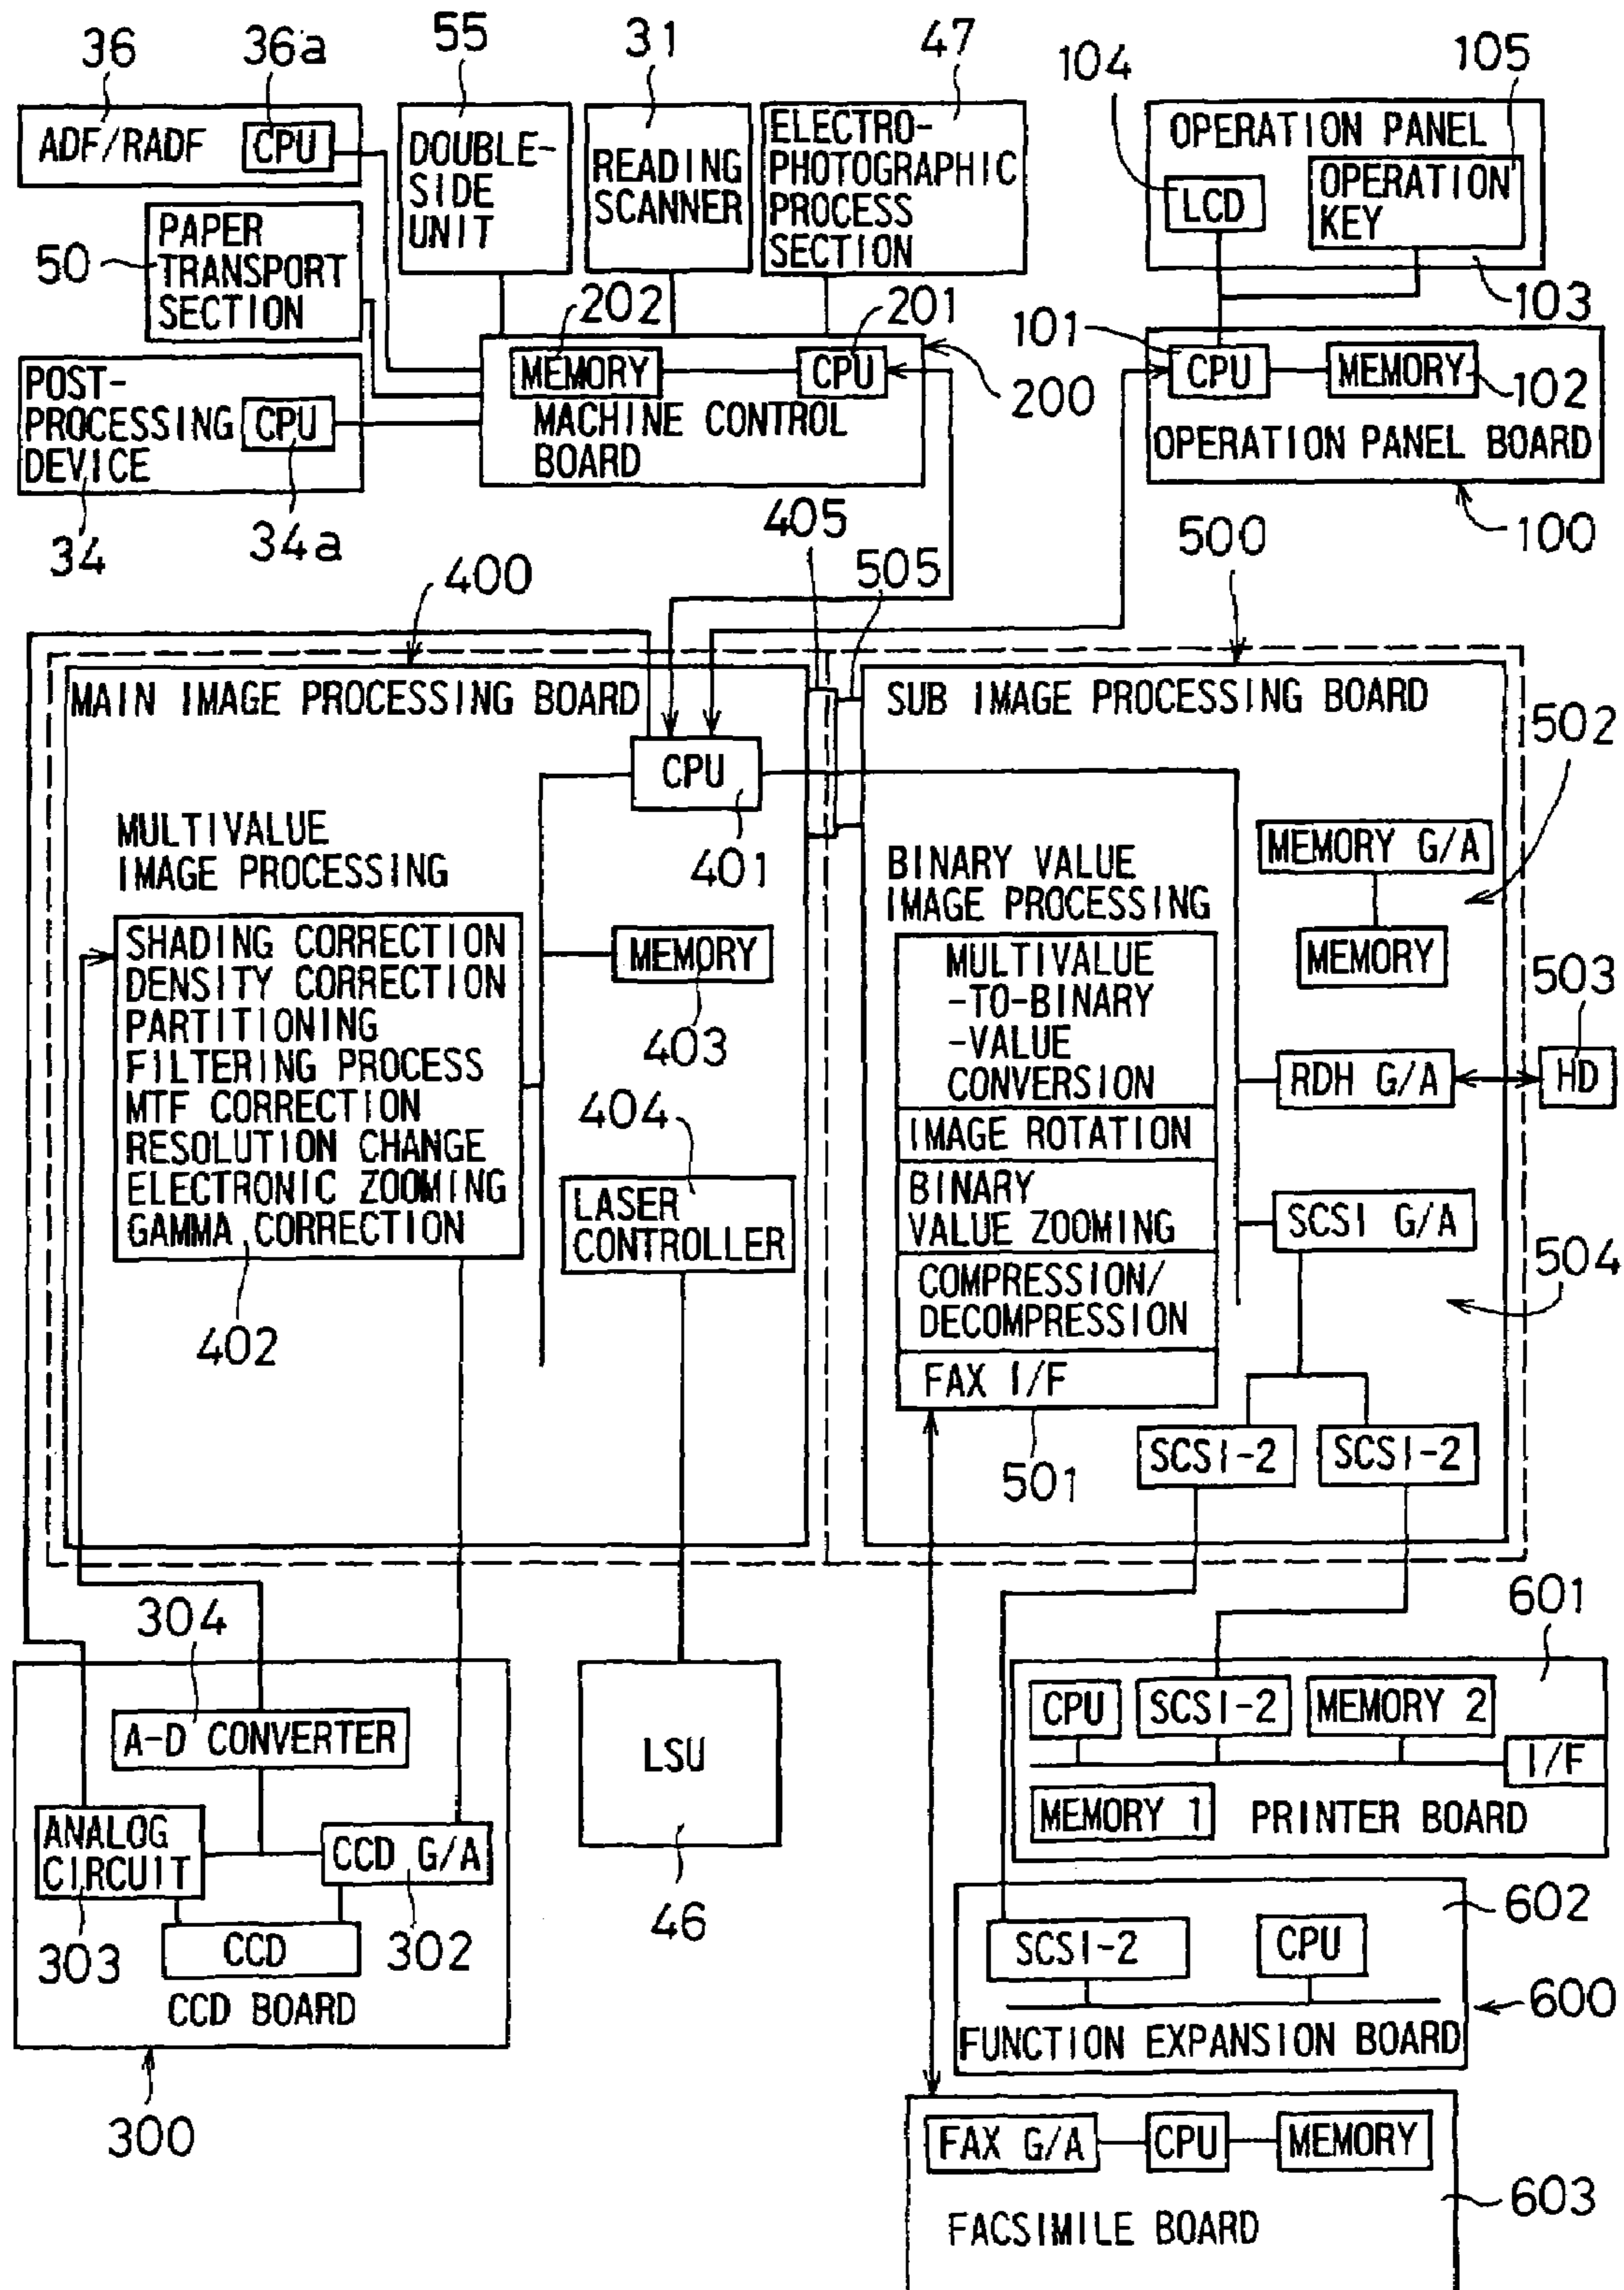 36
36a
55
31
47
104
105
ADF/RADF
CPU
DOUBLE-
SIDE
UNIT
READING
SCANNER
ELECTRO-
PHOTOGRAPHIC
PROCESS
SECTION
OPERATION PANEL
LCD
OPERATION
KEY
103
50
PAPER
TRANSPORT
SECTION
202
201
101
MEMORY
CPU
200
MACHINE CONTROL
BOARD
CPU
MEMORY
102
OPERATION PANEL BOARD
100
POST-
PROCESSING
DEVICE
CPU
34
34a
405
505
400
500
MAIN IMAGE PROCESSING BOARD
CPU
401
MULTIVALUE
IMAGE PROCESSING
SHADING CORRECTION
DENSITY CORRECTION
PARTITIONING
FILTERING PROCESS
MTF CORRECTION
RESOLUTION CHANGE
ELECTRONIC ZOOMING
GAMMA CORRECTION
402
MEMORY
403
404
LASER
CONTROLLER
SUB IMAGE PROCESSING BOARD
502
BINARY VALUE
IMAGE PROCESSING
MULTIVALUE
-TO-BINARY
-VALUE
CONVERSION
IMAGE ROTATION
BINARY
VALUE ZOOMING
COMPRESSION/
DECOMPRESSION
FAX I/F
501
MEMORY G/A
MEMORY
503
RDH G/A
HD
SCSI G/A
504
SCSI-2
SCSI-2
304
A-D CONVERTER
ANALOG
CIRCUIT
CCD G/A
303
CCD
302
CCD BOARD
300
LSU
46
601
CPU
SCSI-2
MEMORY 2
I/F
MEMORY 1
PRINTER BOARD
602
SCSI-2
CPU
600
FUNCTION EXPANSION BOARD
FAX G/A
CPU
MEMORY
603
FACSIMILE BOARD